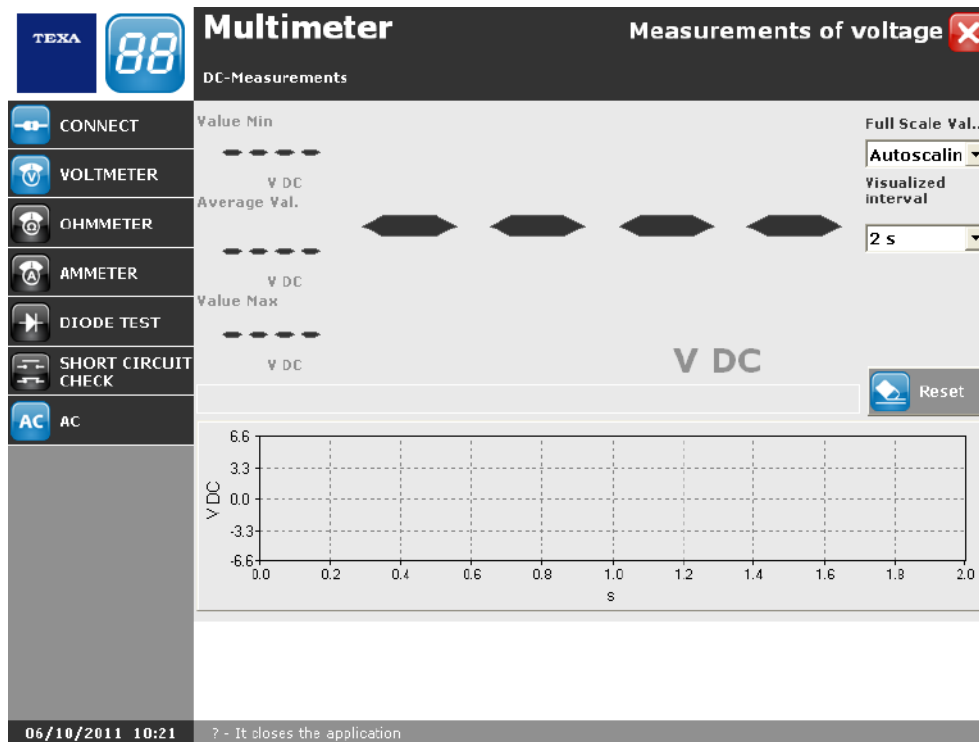 TEXA
88
Multimeter
Measurements of voltage
DC-Measurements
CONNECT
VOLTMETER
OHMMETER
AMMETER
DIODE TEST
SHORT CIRCUIT
CHECK
AC AC
Value Min
- - - -
V DC
Average Val.
- - - -
V DC
Value Max
- - - -
V DC
- - - -
V DC
Full Scale Val..
Autoscalin
Visualized
interval
2 s
Reset
6.6
3.3
0.0
-3.3
-6.6
V DC
0.0 0.2 0.4 0.6 0.8 1.0 1.2 1.4 1.6 1.8 2.0
s
06/10/2011 10:21
? - It closes the application